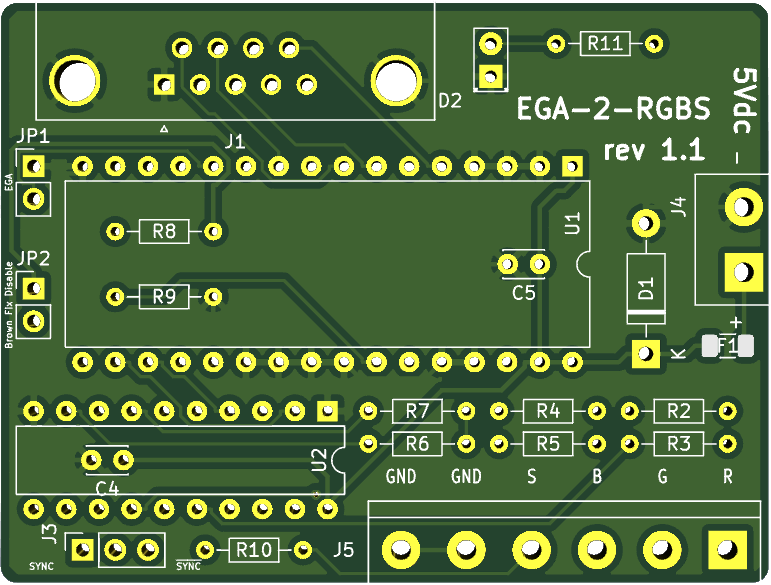 R11
D2
EGA-2-RGBS
rev 1.1
5Vdc
-
JP1
J1
EGA
J4
R8
U1
JP2
R9
C5
D1
Brown Fix Disable
+
F1
K
R7
R4
R2
R6
R5
R3
U2
C4
GND
GND
S
B
G
R
J3
R10
J5
SYNC
SYNC